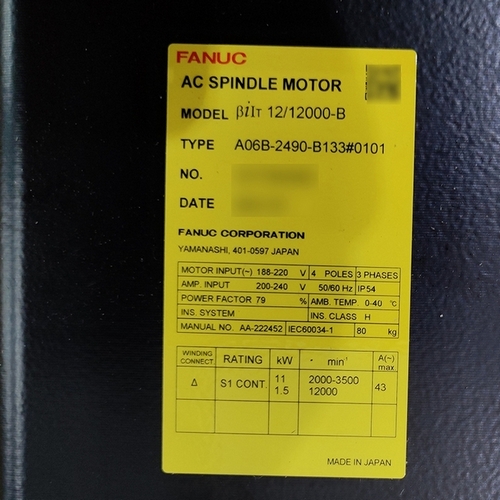 FANUC
AC SPINDLE MOTOR
MODEL βiIT 12/12000-B
TYPE A06B-2490-B133#0101
NO.
DATE
FANUC CORPORATION
YAMANASHI, 401-0597 JAPAN
MOTOR INPUT(~) 188-220 V 4 POLES 3 PHASES
AMP. INPUT 200-240 V 50/60 Hz IP54
POWER FACTOR 79 % AMB. TEMP. 0-40 °C
INS. SYSTEM INS. CLASS H
MANUAL NO. AA-222452 IEC60034-1 80 kg
WINDING CONNECT RATING kW min⁻¹ A(~) max.
Δ S1 CONT. 11 2000-3500 43
1.5 12000
MADE IN JAPAN